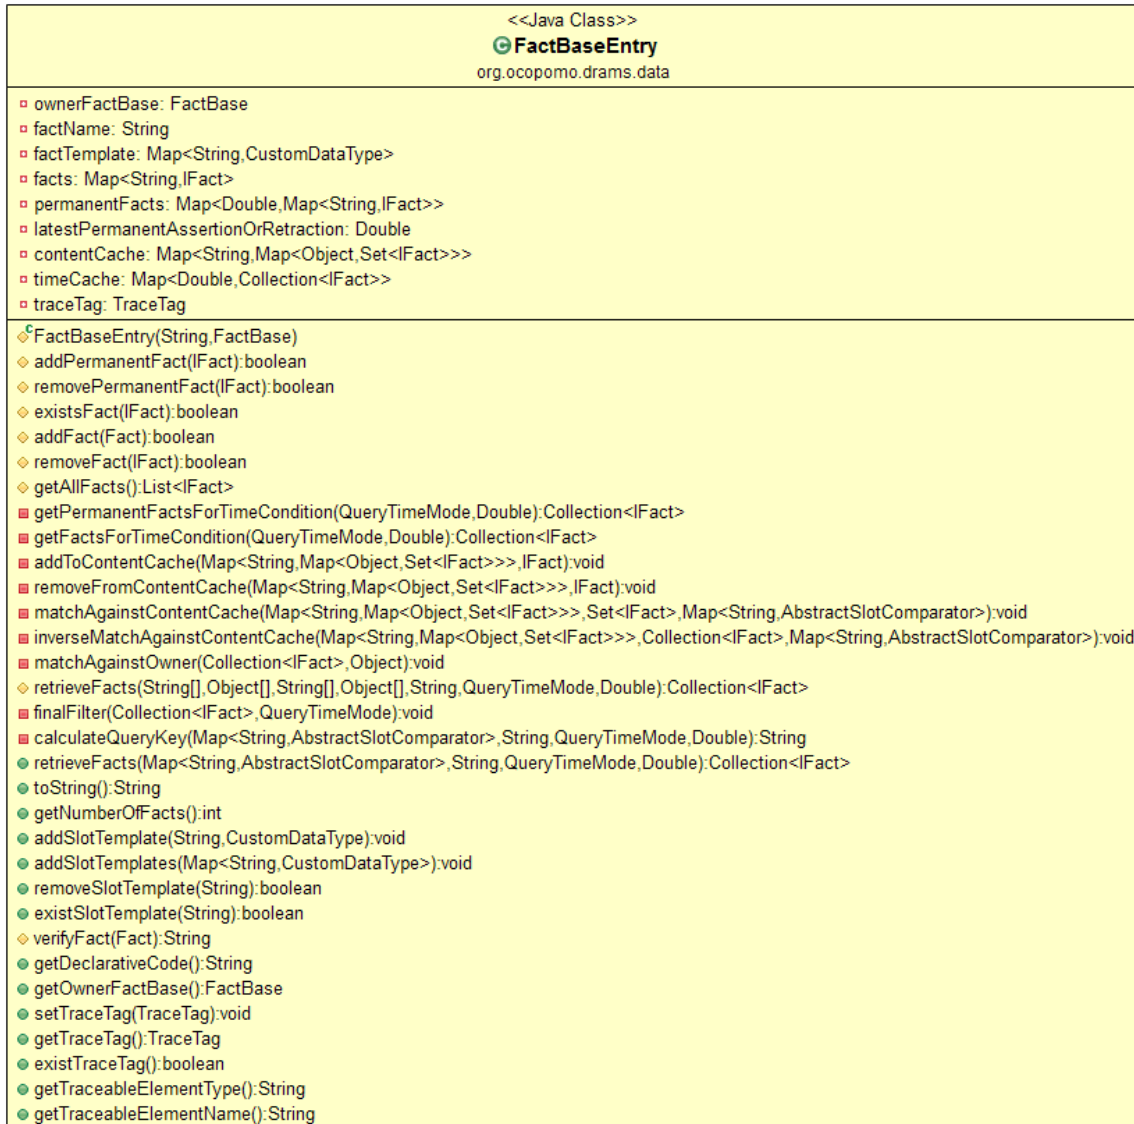 <<Java Class>>
FactBaseEntry
org.ocopomo.drams.data
ownerFactBase: FactBase
factName: String
factTemplate: Map<String,CustomDataType>
facts: Map<String,IFact>
permanentFacts: Map<Double,Map<String,IFact>>
latestPermanentAssertionOrRetraction: Double
contentCache: Map<String,Map<Object,Set<IFact>>>
timeCache: Map<Double,Collection<IFact>>
traceTag: TraceTag
FactBaseEntry(String,FactBase)
addPermanentFact(IFact):boolean
removePermanentFact(IFact):boolean
existsFact(IFact):boolean
addFact(Fact):boolean
removeFact(IFact):boolean
getAllFacts():List<IFact>
getPermanentFactsForTimeCondition(QueryTimeMode,Double):Collection<IFact>
getFactsForTimeCondition(QueryTimeMode,Double):Collection<IFact>
addToContentCache(Map<String,Map<Object,Set<IFact>>>,IFact):void
removeFromContentCache(Map<String,Map<Object,Set<IFact>>>,IFact):void
matchAgainstContentCache(Map<String,Map<Object,Set<IFact>>>,Set<IFact>,Map<String,AbstractSlotComparator>):void
inverseMatchAgainstContentCache(Map<String,Map<Object,Set<IFact>>>,Collection<IFact>,Map<String,AbstractSlotComparator>):void
matchAgainstOwner(Collection<IFact>,Object):void
retrieveFacts(String[],Object[],String[],Object[],String,QueryTimeMode,Double):Collection<IFact>
finalFilter(Collection<IFact>,QueryTimeMode):void
calculateQueryKey(Map<String,AbstractSlotComparator>,String,QueryTimeMode,Double):String
retrieveFacts(Map<String,AbstractSlotComparator>,String,QueryTimeMode,Double):Collection<IFact>
toString():String
getNumberOfFacts():int
addSlotTemplate(String,CustomDataType):void
addSlotTemplates(Map<String,CustomDataType>):void
removeSlotTemplate(String):boolean
existSlotTemplate(String):boolean
verifyFact(Fact):String
getDeclarativeCode():String
getOwnerFactBase():FactBase
setTraceTag(TraceTag):void
getTraceTag():TraceTag
existTraceTag():boolean
getTraceableElementType():String
getTraceableElementName():String